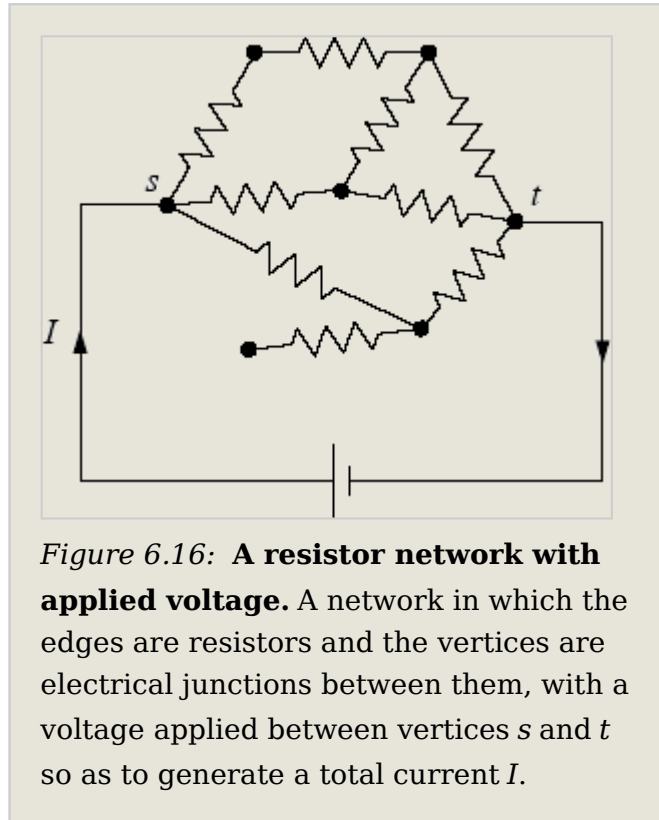 s
t
I
Figure 6.16: A resistor network with
applied voltage. A network in which the
edges are resistors and the vertices are
electrical junctions between them, with a
voltage applied between vertices s and t
so as to generate a total current I.